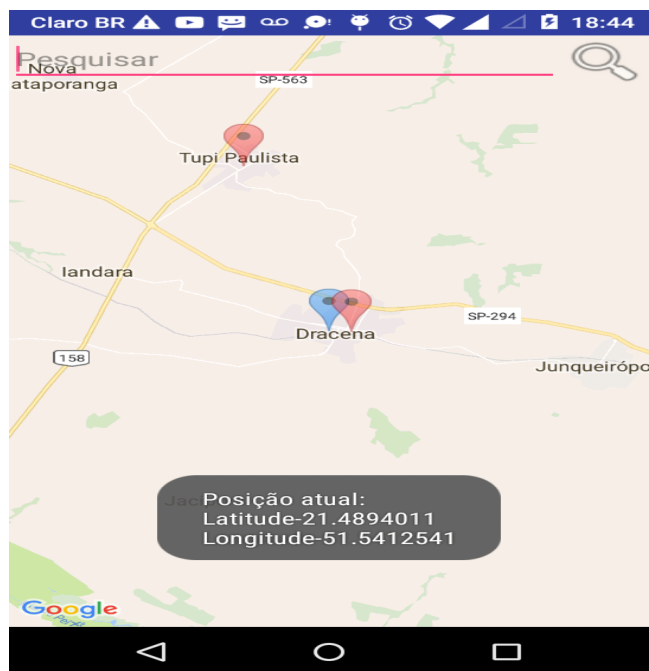 Claro BR 18:44
Pesquisar
Nova
ataporanga
SP-563
Tupi Paulista
Iandara
SP-294
Dracena
158
Junqueirópo
Posição atual:
Latitude-21.4894011
Longitude-51.5412541
Google